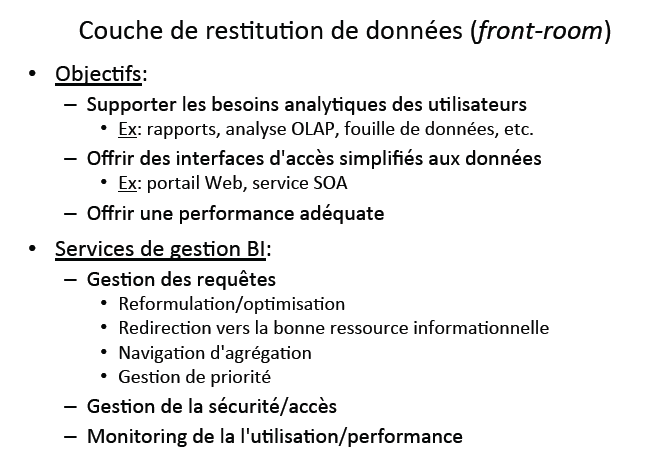 Couche de restitution de données (front-room)
• Objectifs:
– Supporter les besoins analytiques des utilisateurs
• Ex: rapports, analyse OLAP, fouille de données, etc.
– Offrir des interfaces d'accès simplifiés aux données
• Ex: portail Web, service SOA
– Offrir une performance adéquate
• Services de gestion BI:
– Gestion des requêtes
• Reformulation/optimisation
• Redirection vers la bonne ressource informationnelle
• Navigation d'agrégation
• Gestion de priorité
– Gestion de la sécurité/accès
– Monitoring de la l'utilisation/performance